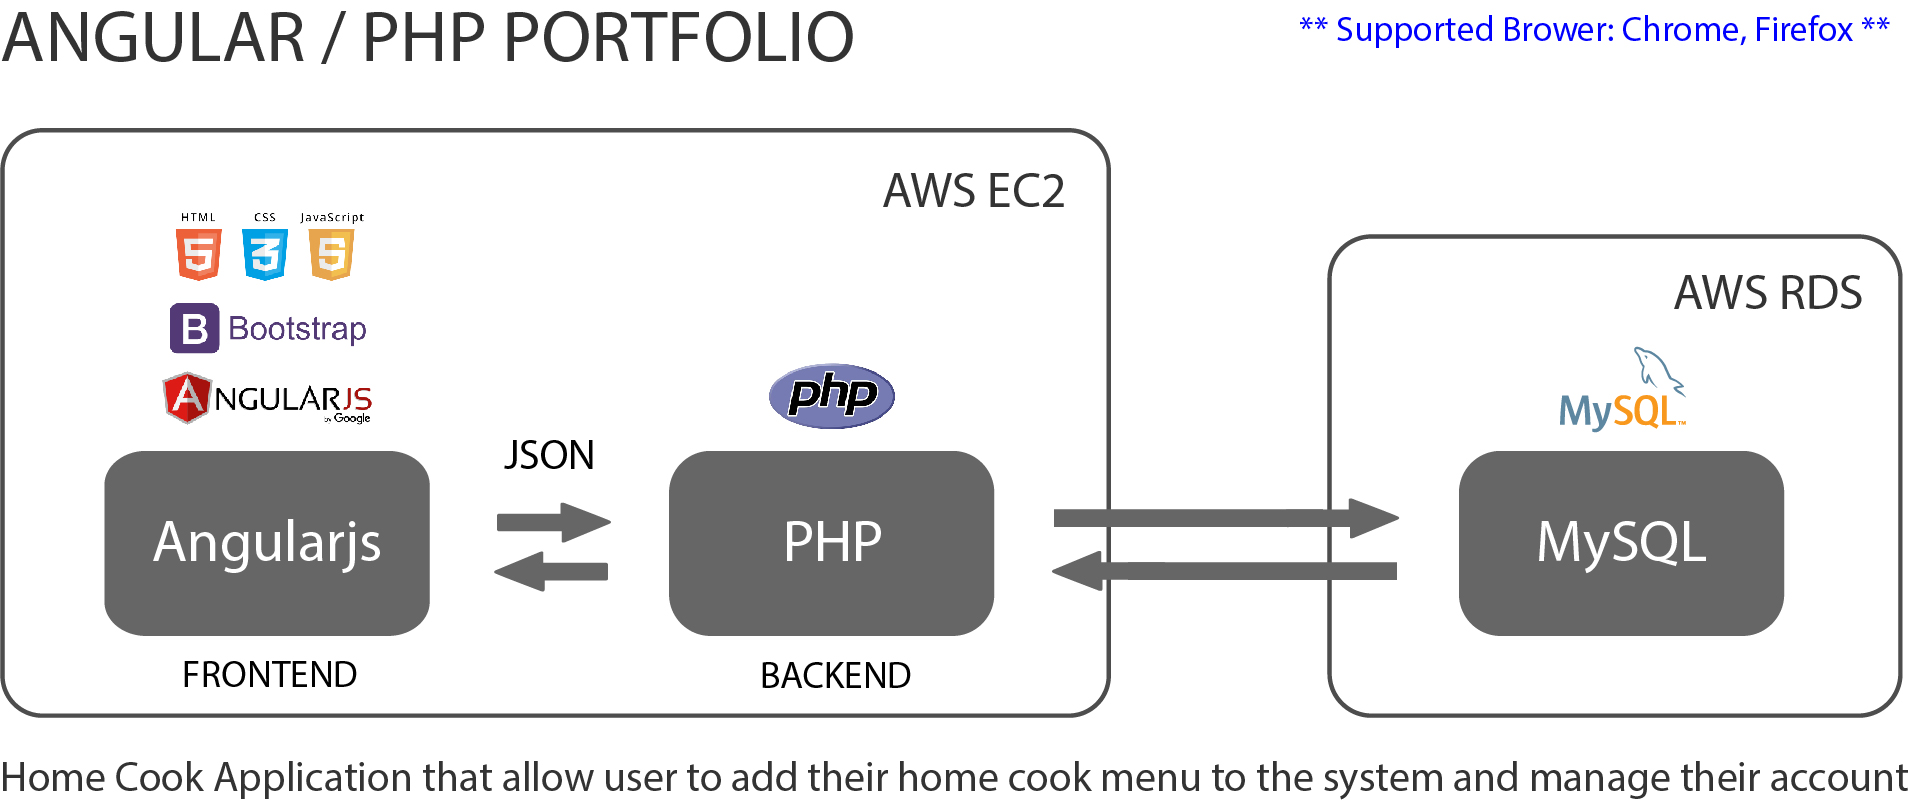 ANGULAR / PHP PORTFOLIO
** Supported Brower: Chrome, Firefox **
AWS EC2
HTML CSS JavaScript
5 3 5
B Bootstrap
ANGULARJS
by Google
php
JSON
Angularjs
PHP
FRONTEND
BACKEND
AWS RDS
MySQL™
MySQL
Home Cook Application that allow user to add their home cook menu to the system and manage their account